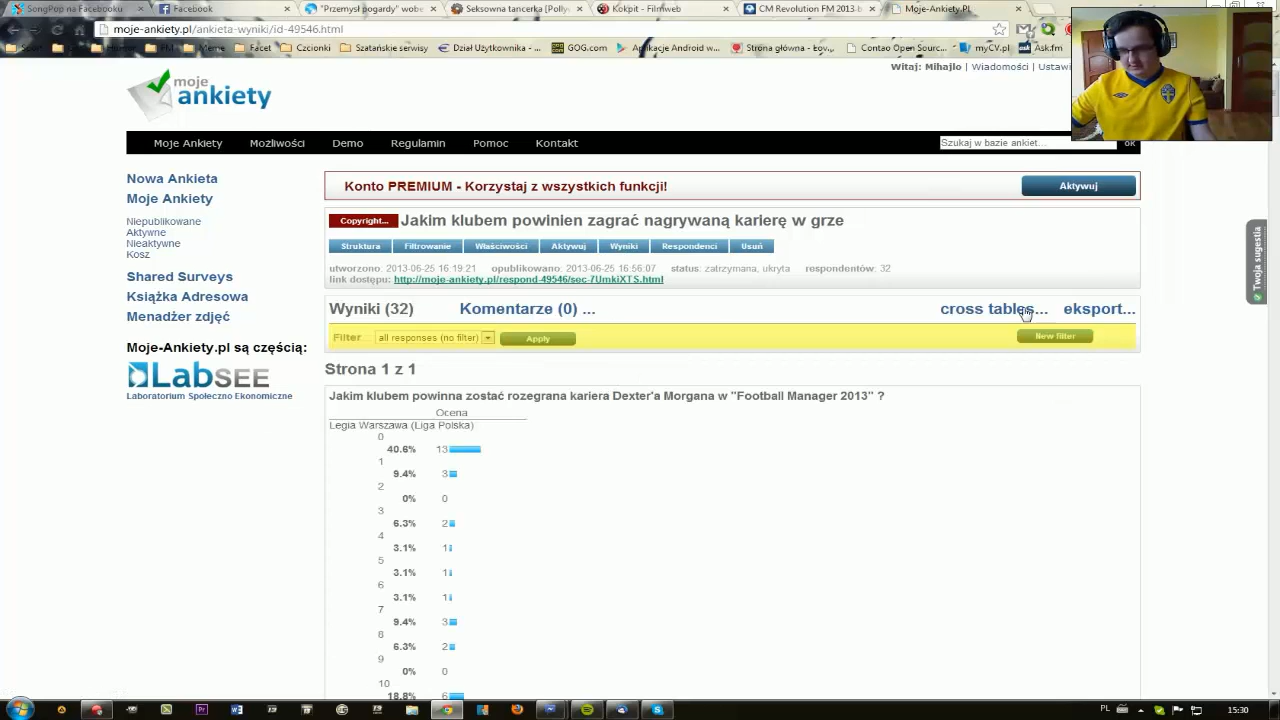 SongPop na Facebooku
Facebook
"Przemysł pogardy" wobe
Seksowna tancerka (Polly
Kokpit - Filmweb
CM Revolution FM 2013-b
Moje-Ankiety.PL
moje-ankiety.pl/ankieta-wyniki/id-49546.html
FM
Meme
Facet
Czcionki
Szatańskie serwisy
Dział Użytkownika -
GOG.com
Aplikacje Android w...
Contao Open Sourc...
myCV.pl
Ask.fm
Witaj: Mihajlo | Wiadomości | Ustawi
moje
ankiety
Moje Ankiety
Możliwości
Demo
Regulamin
Pomoc
Kontakt
Szukaj w bazie ankiet...
ok
Nowa Ankieta
Moje Ankiety
Niepublikowane
Aktywne
Nieaktywne
Kosz
Shared Surveys
Książka Adresowa
Menadżer zdjęć
Moje-Ankiety.pl są częścią:
LabSEE
Laboratorium Społeczno Ekonomiczne
Konto PREMIUM - Korzystaj z wszystkich funkcji!
Aktywuj
Copyright...
Jakim klubem powinien zagrać nagrywaną karierę w grze
Struktura
Filtrowanie
Właściwości
Aktywuj
Wyniki
Respondenci
Usuń
utworzono: 2013-06-25 16:19:21 opublikowano: 2013-06-25 16:56:07 status: zatrzymana, ukryta respondentów: 32
link dostępu: http://moje-ankiety.pl/respond-49546/sec-7UmkiXTS.html
Wyniki (32)
Komentarze (0) ...
cross tables...
eksport...
Filter
all responses (no filter)
Apply
New filter
Strona 1 z 1
Jakim klubem powinna zostać rozegrana kariera Dexter'a Morgana w "Football Manager 2013" ?
Ocena
Legia Warszawa (Liga Polska)
0
40.6% 13
1
9.4% 3
2
0% 0
3
6.3% 2
4
3.1% 1
5
3.1% 1
6
3.1% 1
7
9.4% 3
8
6.3% 2
9
0% 0
10
18.8% 6
Twoja sugestia
PL
15:30